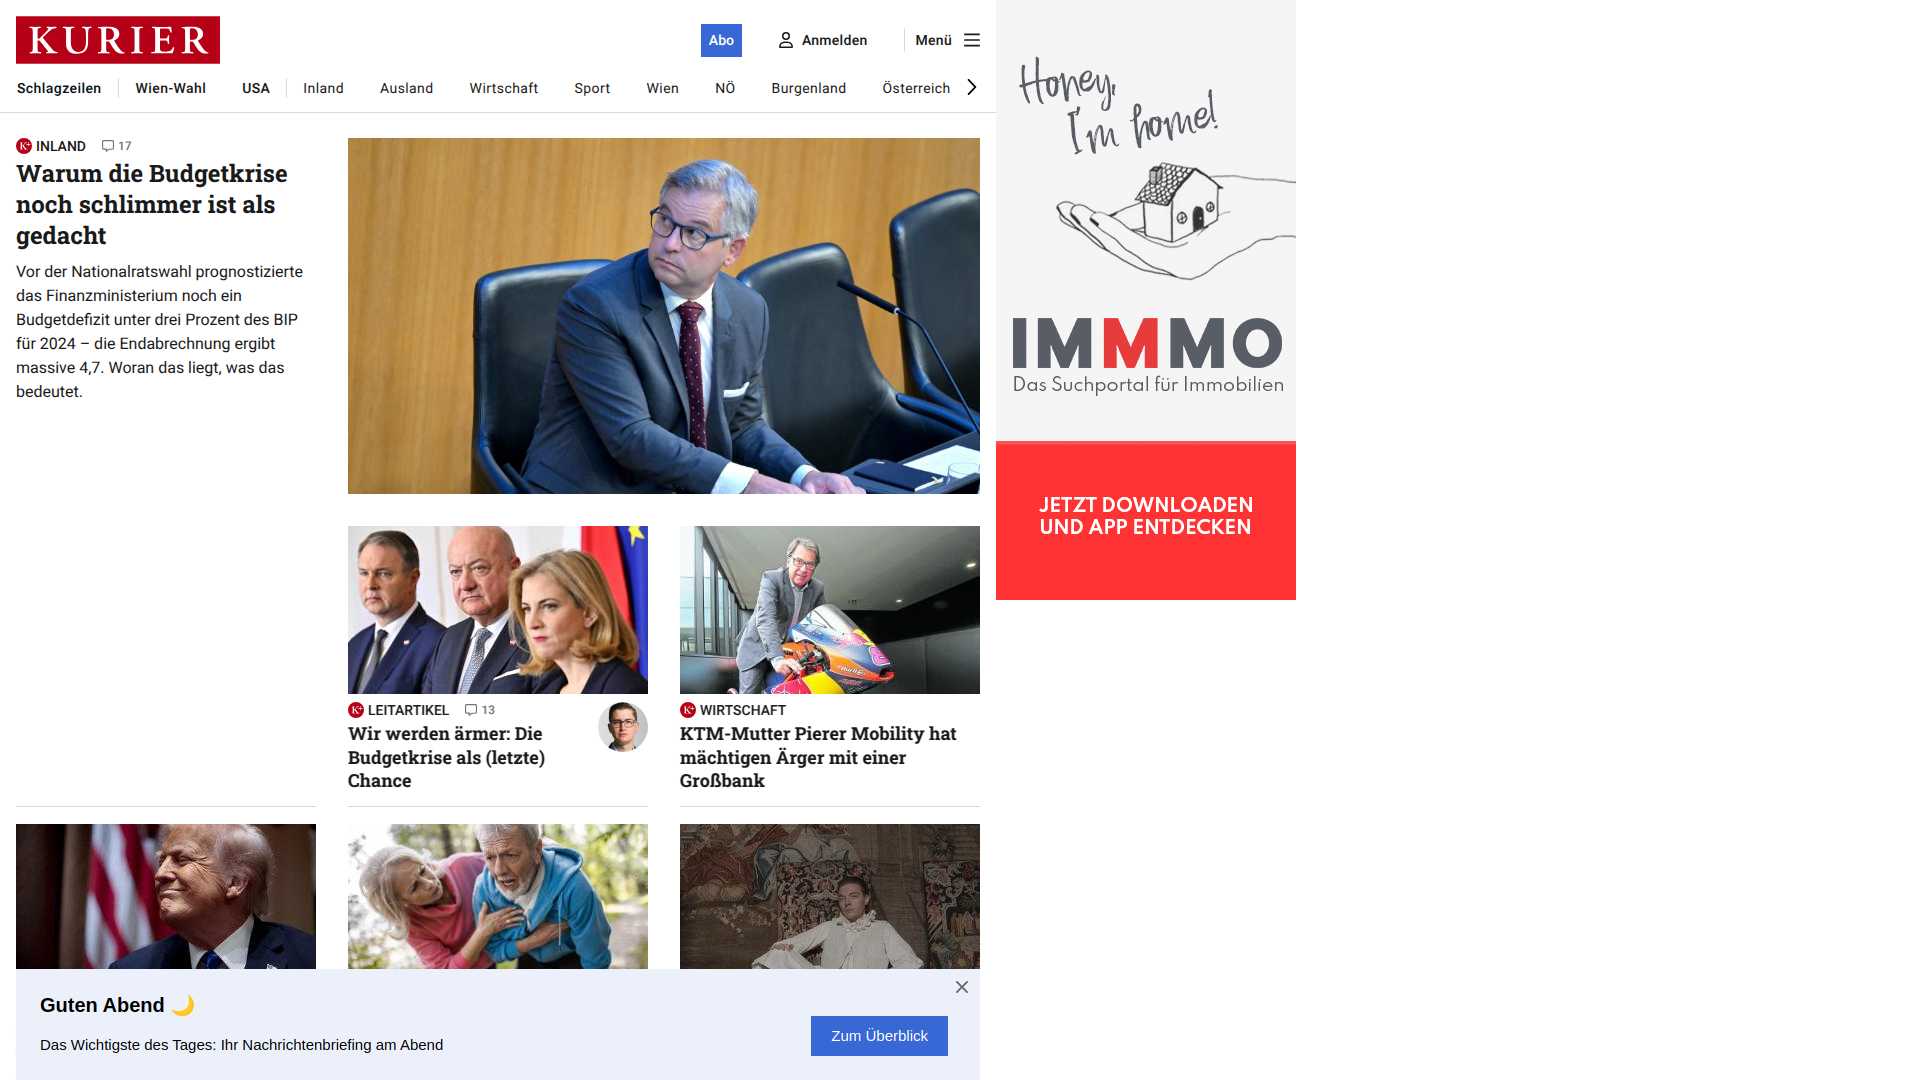 KURIER
Abo
Anmelden
Menü
Schlagzeilen
Wien-Wahl
USA
Inland
Ausland
Wirtschaft
Sport
Wien
NÖ
Burgenland
Österreich
K+ INLAND 17
Warum die Budgetkrise
noch schlimmer ist als
gedacht
Vor der Nationalratswahl prognostizierte
das Finanzministerium noch ein
Budgetdefizit unter drei Prozent des BIP
für 2024 – die Endabrechnung ergibt
massive 4,7. Woran das liegt, was das
bedeutet.
K+ LEITARTIKEL 13
Wir werden ärmer: Die
Budgetkrise als (letzte)
Chance
K+ WIRTSCHAFT
KTM-Mutter Pierer Mobility hat
mächtigen Ärger mit einer
Großbank
Guten Abend 🌙
Das Wichtigste des Tages: Ihr Nachrichtenbriefing am Abend
Zum Überblick
Honey,
I'm home!
IMMMO
Das Suchportal für Immobilien
JETZT DOWNLOADEN
UND APP ENTDECKEN